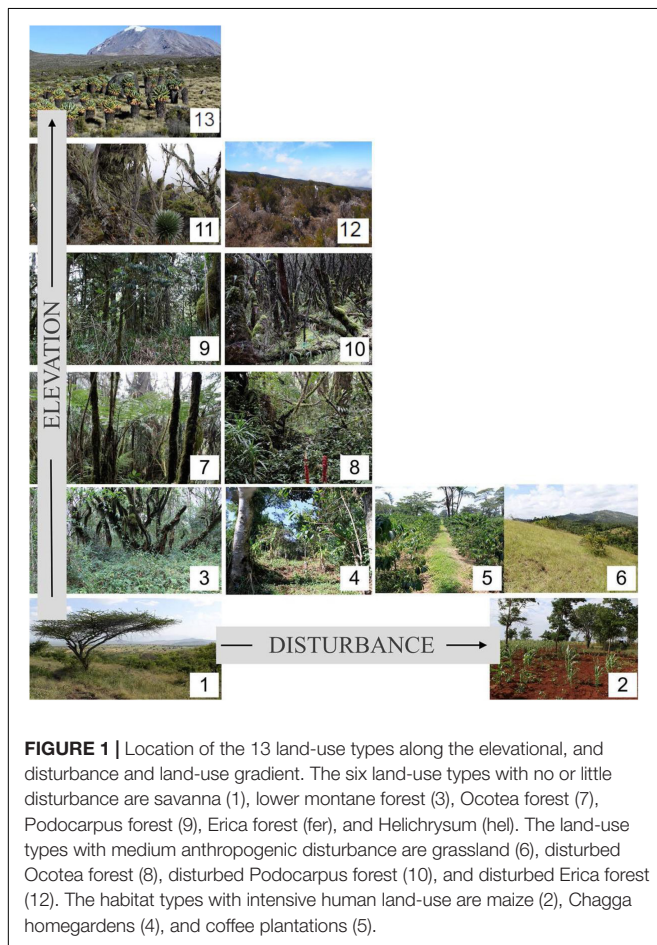 13
11
12
9
10
7
8
3
4
5
6
1
2
ELEVATION
DISTURBANCE
FIGURE 1 | Location of the 13 land-use types along the elevational, and
disturbance and land-use gradient. The six land-use types with no or little
disturbance are savanna (1), lower montane forest (3), Ocotea forest (7),
Podocarpus forest (9), Erica forest (fer), and Helichrysum (hel). The land-use
types with medium anthropogenic disturbance are grassland (6), disturbed
Ocotea forest (8), disturbed Podocarpus forest (10), and disturbed Erica forest
(12). The habitat types with intensive human land-use are maize (2), Chagga
homegardens (4), and coffee plantations (5).